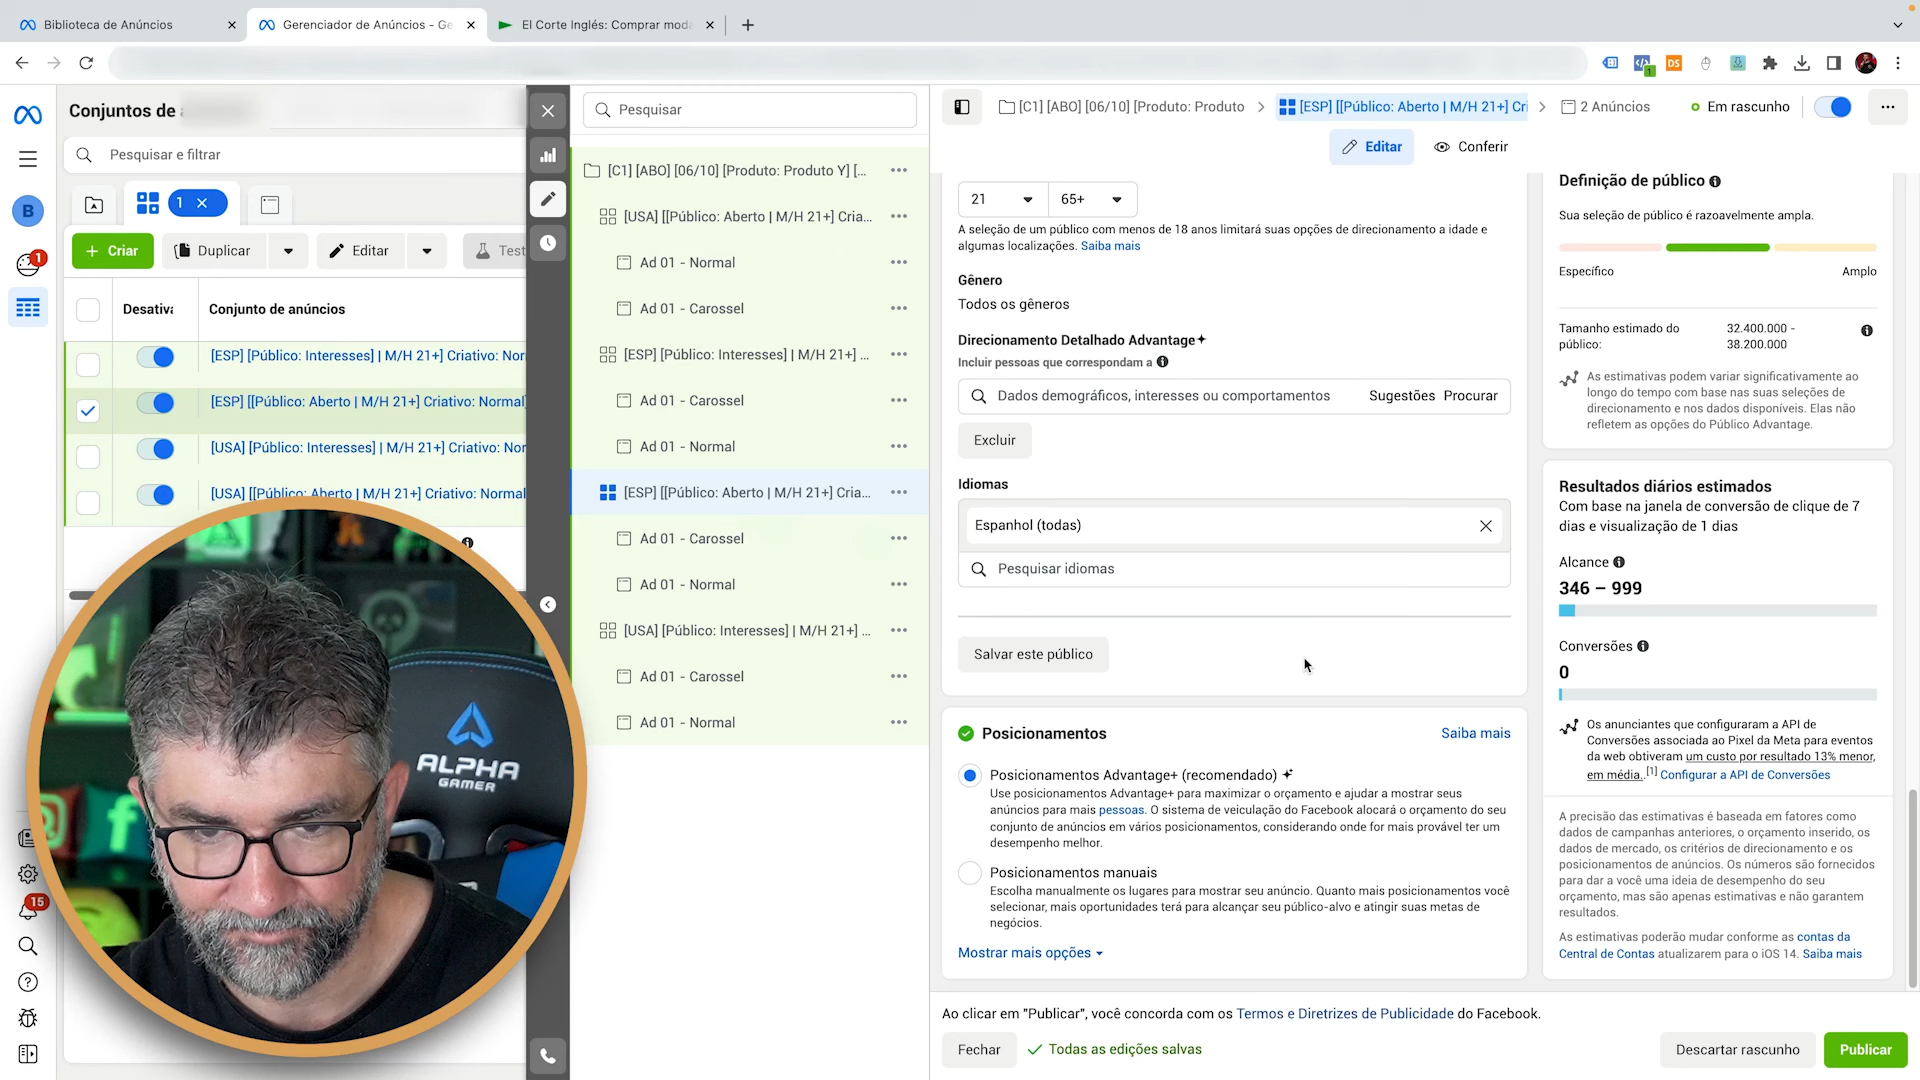 Biblioteca de Anúncios
Gerenciador de Anúncios - Ge
El Corte Inglés: Comprar moda
Conjuntos de a
Pesquisar e filtrar
1
Criar
Duplicar
Editar
Test
Desativa
Conjunto de anúncios
[ESP] [Público: Interesses] | M/H 21+] Criativo: Nor
[ESP] [[Público: Aberto | M/H 21+] Criativo: Normal]
[USA] [Público: Interesses] | M/H 21+] Criativo: Nor
[USA] [[Público: Aberto | M/H 21+] Criativo: Normal
B
1
15
ALPHA
GAMER
Pesquisar
[C1] [ABO] [06/10] [Produto: Produto Y] [...
[USA] [[Público: Aberto | M/H 21+] Cria...
Ad 01 - Normal
Ad 01 - Carossel
[ESP] [Público: Interesses] | M/H 21+] ...
Ad 01 - Carossel
Ad 01 - Normal
[ESP] [[Público: Aberto | M/H 21+] Cria...
Ad 01 - Carossel
Ad 01 - Normal
[USA] [Público: Interesses] | M/H 21+] ...
Ad 01 - Carossel
Ad 01 - Normal
[C1] [ABO] [06/10] [Produto: Produto
[ESP] [[Público: Aberto | M/H 21+] Cri
2 Anúncios
Em rascunho
Editar
Conferir
21
65+
A seleção de um público com menos de 18 anos limitará suas opções de direcionamento a idade e
algumas localizações. Saiba mais
Gênero
Todos os gêneros
Direcionamento Detalhado Advantage+
Incluir pessoas que correspondam a
Dados demográficos, interesses ou comportamentos
Sugestões
Procurar
Excluir
Idiomas
Espanhol (todas)
Pesquisar idiomas
Salvar este público
Posicionamentos
Saiba mais
Posicionamentos Advantage+ (recomendado)
Use posicionamentos Advantage+ para maximizar o orçamento e ajudar a mostrar seus
anúncios para mais pessoas. O sistema de veiculação do Facebook alocará o orçamento do seu
conjunto de anúncios em vários posicionamentos, considerando onde for mais provável ter um
desempenho melhor.
Posicionamentos manuais
Escolha manualmente os lugares para mostrar seu anúncio. Quanto mais posicionamentos você
selecionar, mais oportunidades terá para alcançar seu público-alvo e atingir suas metas de
negócios.
Mostrar mais opções
Definição de público
Sua seleção de público é razoavelmente ampla.
Específico
Amplo
Tamanho estimado do
público:
32.400.000 -
38.200.000
As estimativas podem variar significativamente ao
longo do tempo com base nas suas seleções de
direcionamento e nos dados disponíveis. Elas não
refletem as opções do Público Advantage.
Resultados diários estimados
Com base na janela de conversão de clique de 7
dias e visualização de 1 dias
Alcance
346 – 999
Conversões
0
Os anunciantes que configuraram a API de
Conversões associada ao Pixel da Meta para eventos
da web obtiveram um custo por resultado 13% menor,
em média. [1] Configurar a API de Conversões
A precisão das estimativas é baseada em fatores como
dados de campanhas anteriores, o orçamento inserido, os
dados de mercado, os critérios de direcionamento e os
posicionamentos de anúncios. Os números são fornecidos
para dar a você uma ideia de desempenho do seu
orçamento, mas são apenas estimativas e não garantem
resultados.
As estimativas poderão mudar conforme as contas da
Central de Contas atualizarem para o iOS 14. Saiba mais
Ao clicar em "Publicar", você concorda com os Termos e Diretrizes de Publicidade do Facebook.
Fechar
Todas as edições salvas
Descartar rascunho
Publicar